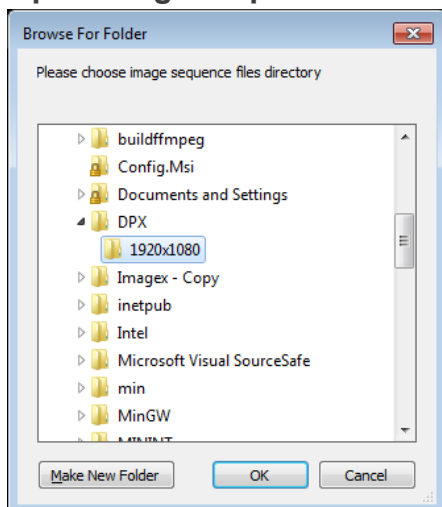 Browse For Folder
Please choose image sequence files directory
buildffmpeg
Config.Msi
Documents and Settings
DPX
1920x1080
Imagex - Copy
inetpub
Intel
Microsoft Visual SourceSafe
min
MinGW
Make New Folder OK Cancel